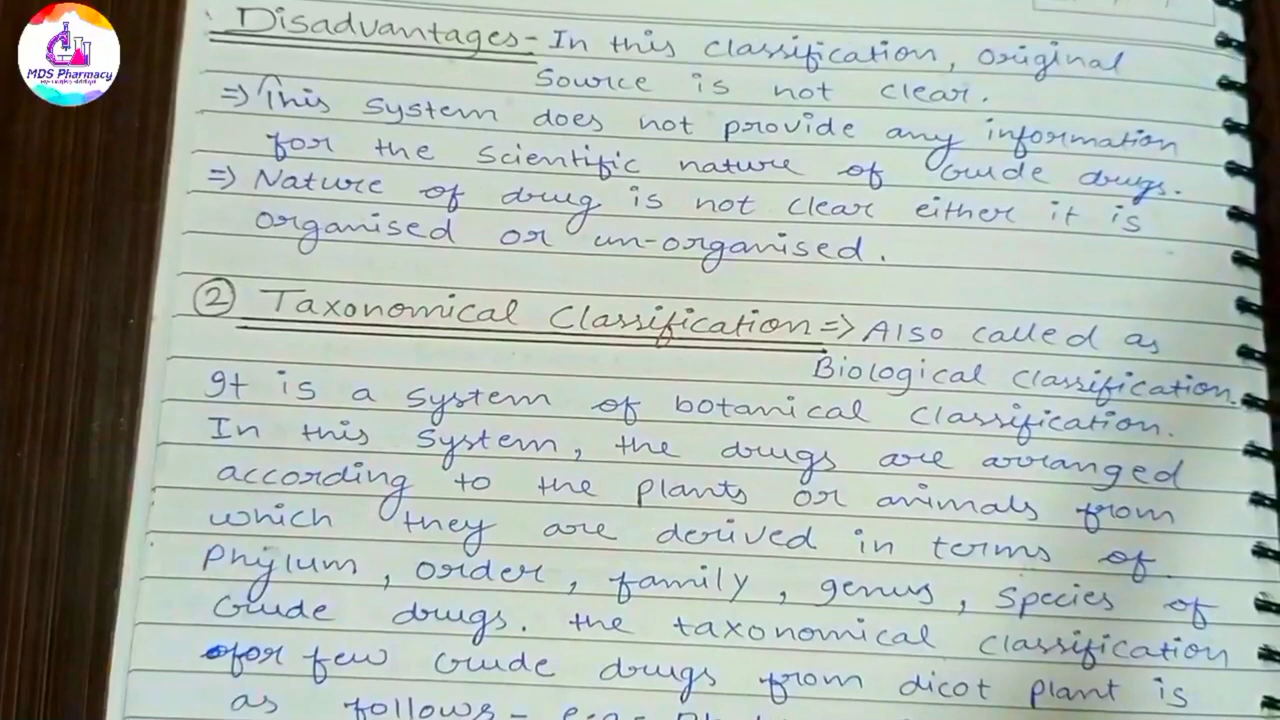 MDS Pharmacy
Disadvantages - In this classification, original
source is not clear.
=> This system does not provide any information
for the scientific nature of crude drugs.
=> Nature of drug is not clear either it is
organised or un-organised.
② Taxonomical Classification => Also called as
Biological classification.
It is a system of botanical classification.
In this system, the drugs are arranged
according to the plants or animals from
which they are derived in terms of
Phylum, order, family, genus, species of
crude drugs. the taxonomical classification
for few crude drugs from dicot plant is
as follows - e.g.